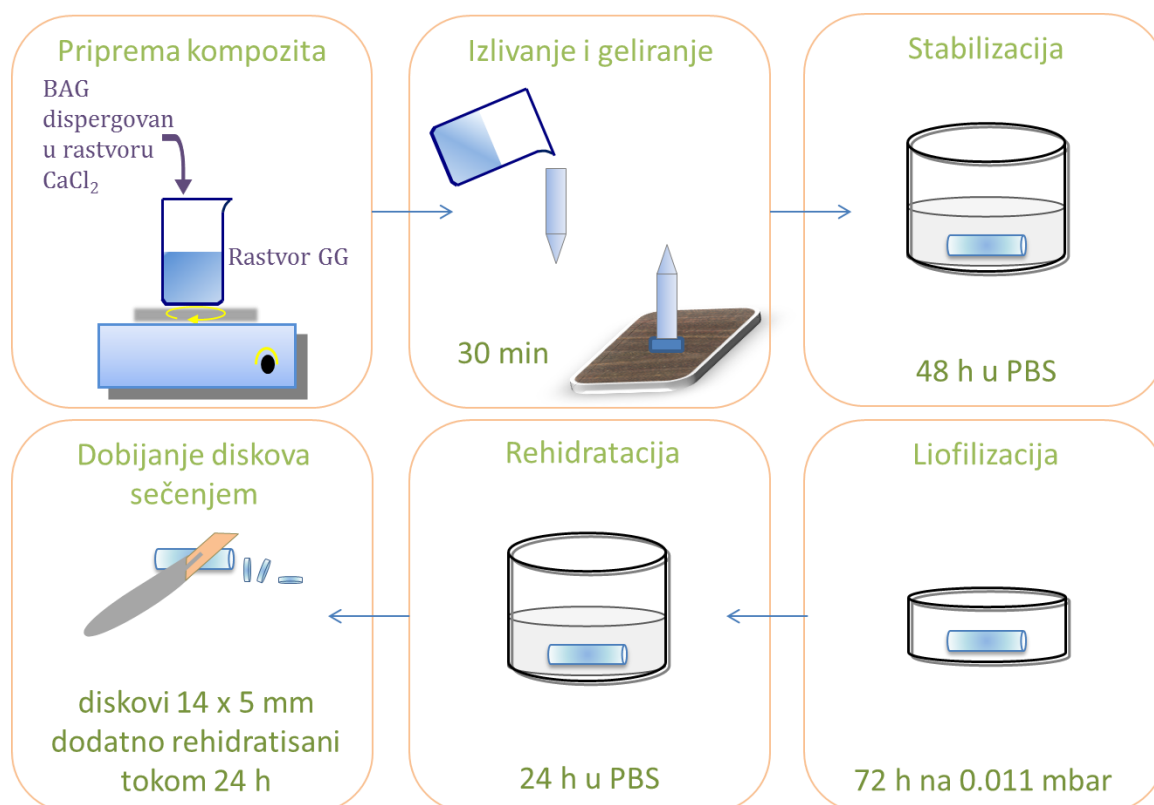 Priprema kompozita
BAG
dispergovan
u rastvoru
CaCl₂
Rastvor GG
Izlivanje i geliranje
30 min
Stabilizacija
48 h u PBS
Dobijanje diskova
sečenjem
diskovi 14 x 5 mm
dodatno rehidratisani
tokom 24 h
Rehidratacija
24 h u PBS
Liofilizacija
72 h na 0.011 mbar